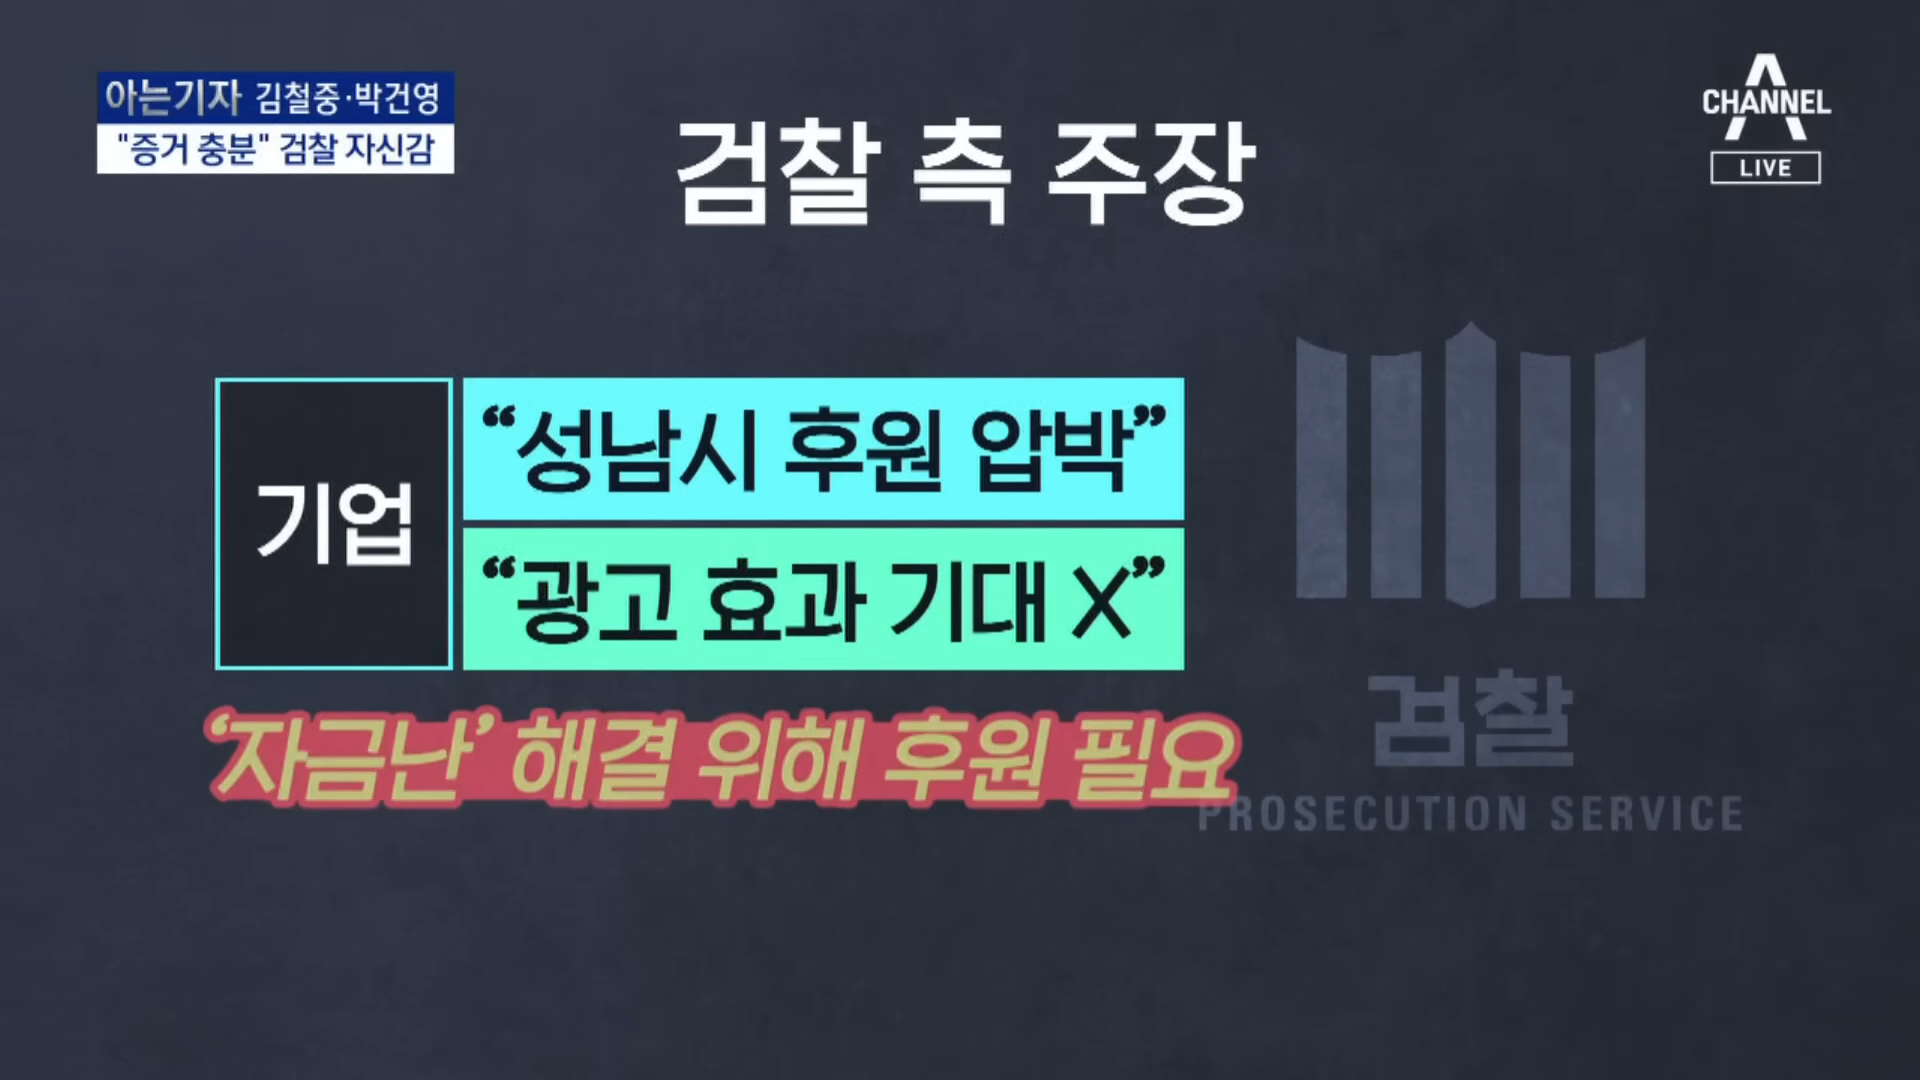 아는기자 김철중·박건영
"증거 충분" 검찰 자신감
CHANNEL A
LIVE
검찰 측 주장
기업
“성남시 후원 압박”
“광고 효과 기대 X”
‘자금난’ 해결 위해 후원 필요
검찰
PROSECUTION SERVICE